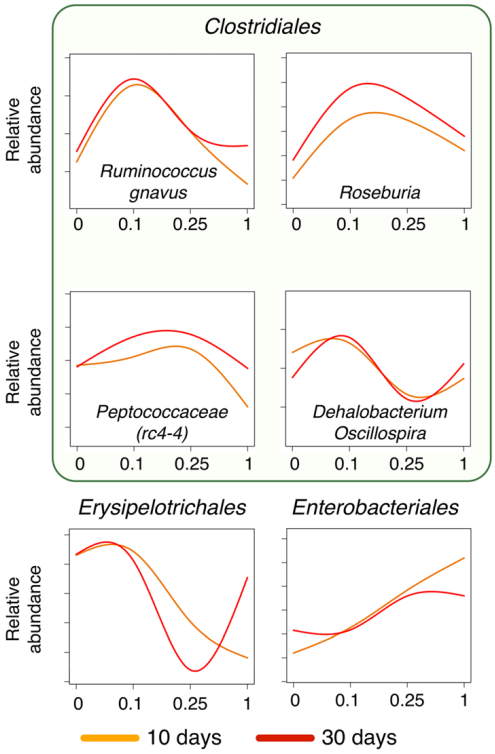 Clostridiales
Relative
abundance
Ruminococcus
gnavus
0 0.1 0.25 1
Roseburia
0 0.1 0.25 1
Relative
abundance
Peptococcaceae
(rc4-4)
0 0.1 0.25 1
Dehalobacterium
Oscillospira
0 0.1 0.25 1
Erysipelotrichales
Enterobacteriales
Relative
abundance
0 0.1 0.25 1
0 0.1 0.25 1
10 days
30 days